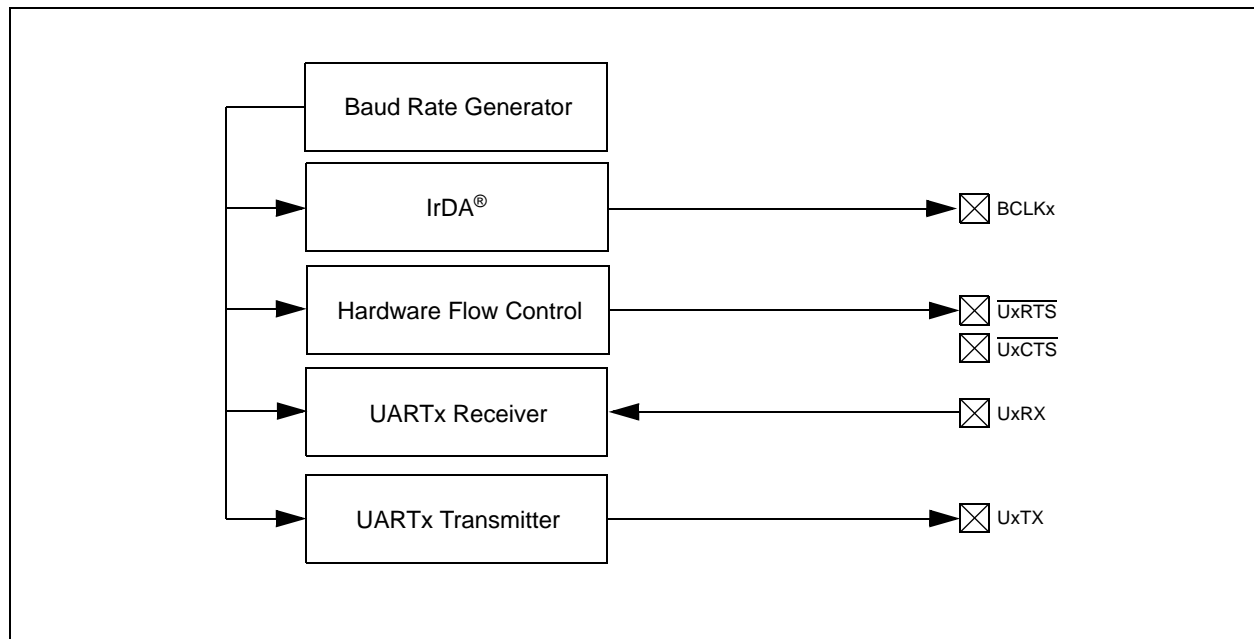 Baud Rate Generator
IrDA®
BCLKx
Hardware Flow Control
UxRTS
UxCTS
UARTx Receiver
UxRX
UARTx Transmitter
UxTX